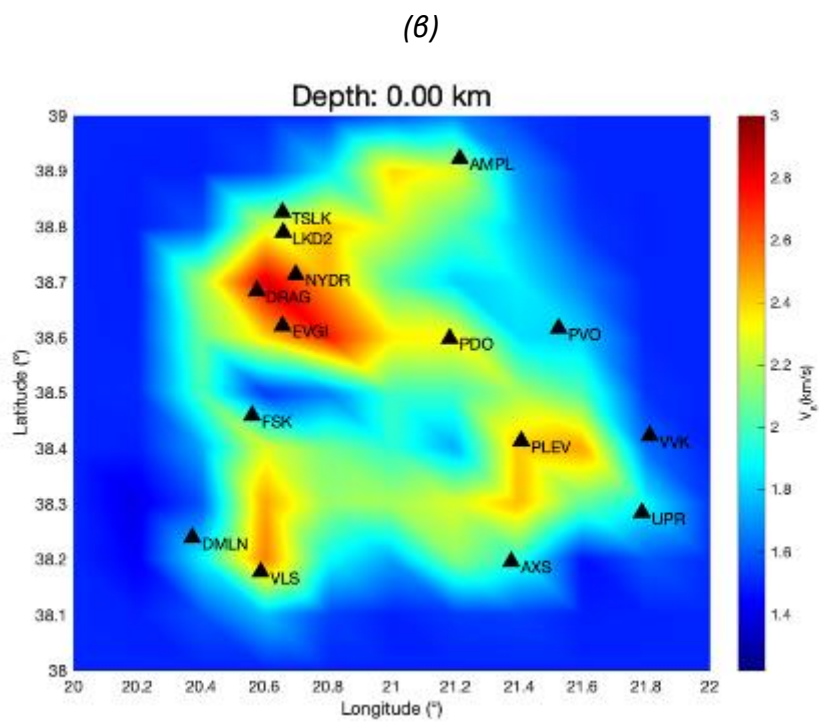 (β)
Depth: 0.00 km
39
38.9
38.8
38.7
38.6
38.5
38.4
38.3
38.2
38.1
38
Latitude (°)
AMPL
TSLK
LKD2
NYDR
DRAG
EVGI
PDO
PVO
FSK
PLEV
VVK
UPR
DMLN
VLS
AXS
20
20.2
20.4
20.6
20.8
21
21.2
21.4
21.6
21.8
22
Longitude (°)
3
2.8
2.6
2.4
2.2
2
1.8
1.6
1.4
(km/s)